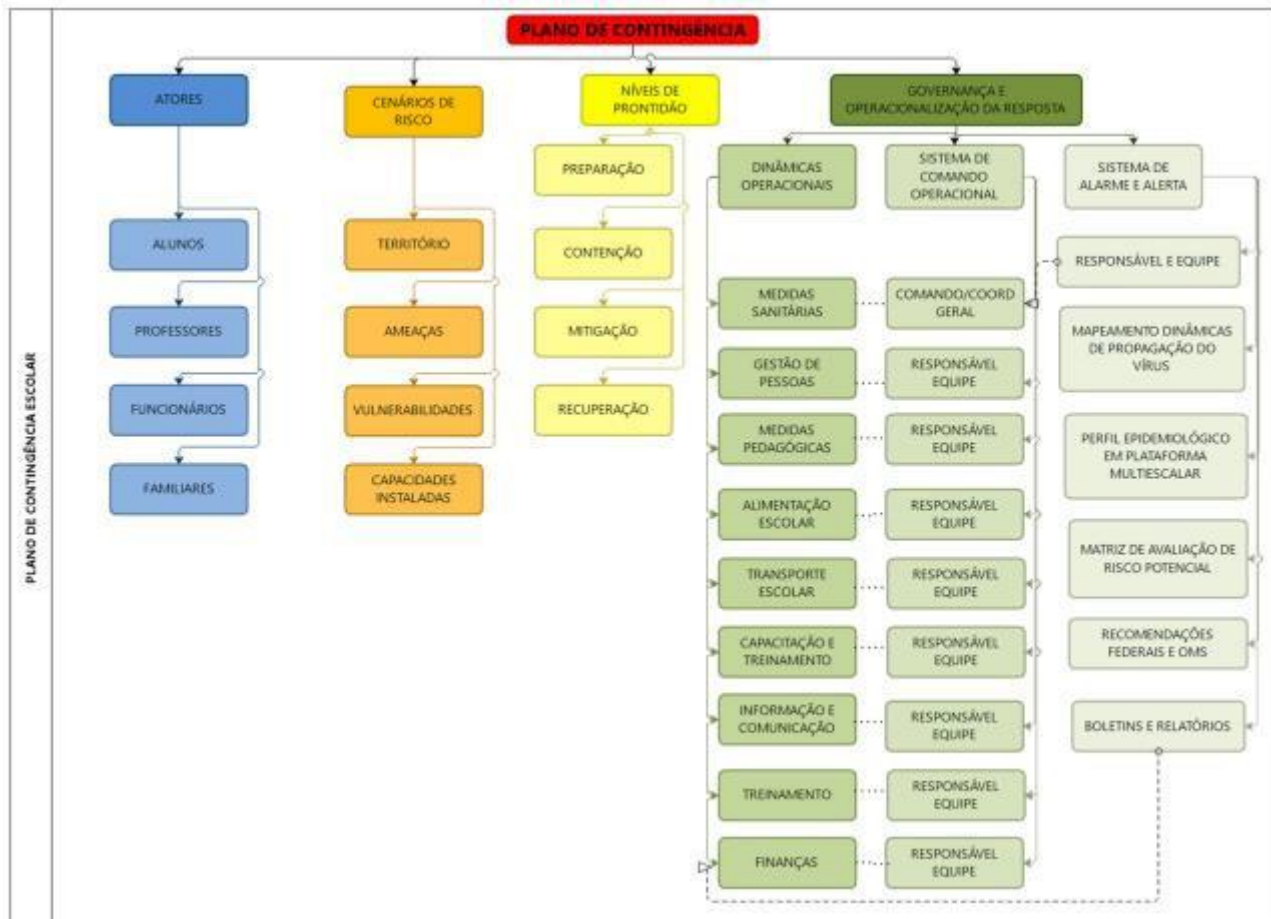 PLANO DE CONTINGÊNCIA ESCOLAR
PLANO DE CONTINGÊNCIA
ATORES
ALUNOS
PROFESSORES
FUNCIONÁRIOS
FAMILIARES
CENÁRIOS DE
RISCO
TERRITÓRIO
AMEAÇAS
VULNERABILIDADES
CAPACIDADES
INSTALADAS
NÍVEIS DE
PRONTIDÃO
PREPARAÇÃO
CONTENÇÃO
MITIGAÇÃO
RECUPERAÇÃO
GOVERNANÇA E
OPERACIONALIZAÇÃO DA RESPOSTA
DINÂMICAS
OPERACIONAIS
MEDIDAS
SANITÁRIAS
GESTÃO DE
PESSOAS
MEDIDAS
PEDAGÓGICAS
ALIMENTAÇÃO
ESCOLAR
TRANSPORTE
ESCOLAR
CAPACITAÇÃO E
TREINAMENTO
INFORMAÇÃO E
COMUNICAÇÃO
TREINAMENTO
FINANÇAS
SISTEMA DE
COMANDO
OPERACIONAL
COMANDO/COORD
GERAL
RESPONSÁVEL
EQUIPE
RESPONSÁVEL
EQUIPE
RESPONSÁVEL
EQUIPE
RESPONSÁVEL
EQUIPE
RESPONSÁVEL
EQUIPE
RESPONSÁVEL
EQUIPE
RESPONSÁVEL
EQUIPE
RESPONSÁVEL
EQUIPE
SISTEMA DE
ALARME E ALERTA
RESPONSÁVEL E EQUIPE
MAPEAMENTO DINÂMICAS
DE PROPAGAÇÃO DO
VÍRUS
PERFIL EPIDEMIOLÓGICO
EM PLATAFORMA
MULTIESCALAR
MATRIZ DE AVALIAÇÃO DE
RISCO POTENCIAL
RECOMENDAÇÕES
FEDERAIS E OMS
BOLETINS E RELATÓRIOS